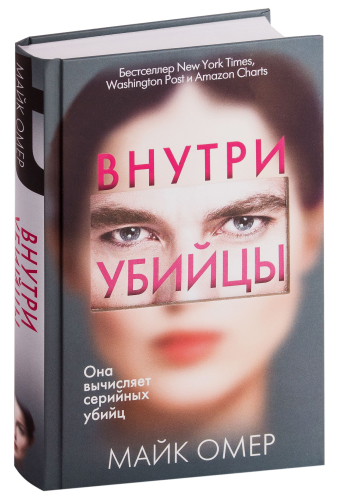 Бестселлер New York Times,
Washington Post и Amazon Charts
ВНУТРИ
УБИЙЦЫ
Она
вычисляет
серийных
убийц
МАЙК ОМЕР
МАЙК ОМЕР
ВНУТРИ
УБИЙЦЫ